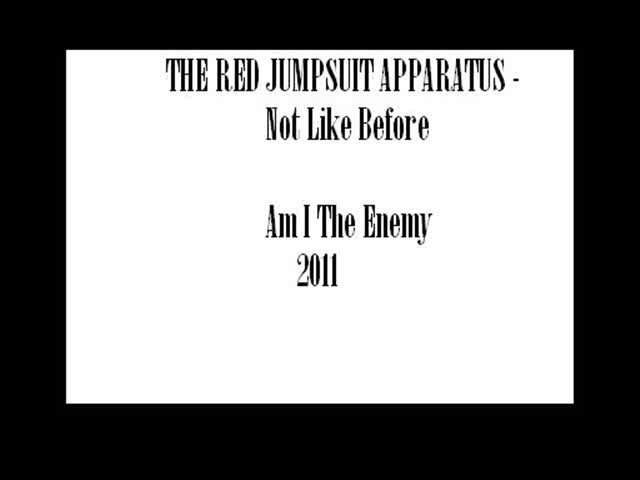 THE RED JUMPSUIT APPARATUS -
Not Like Before
Am I The Enemy
2011